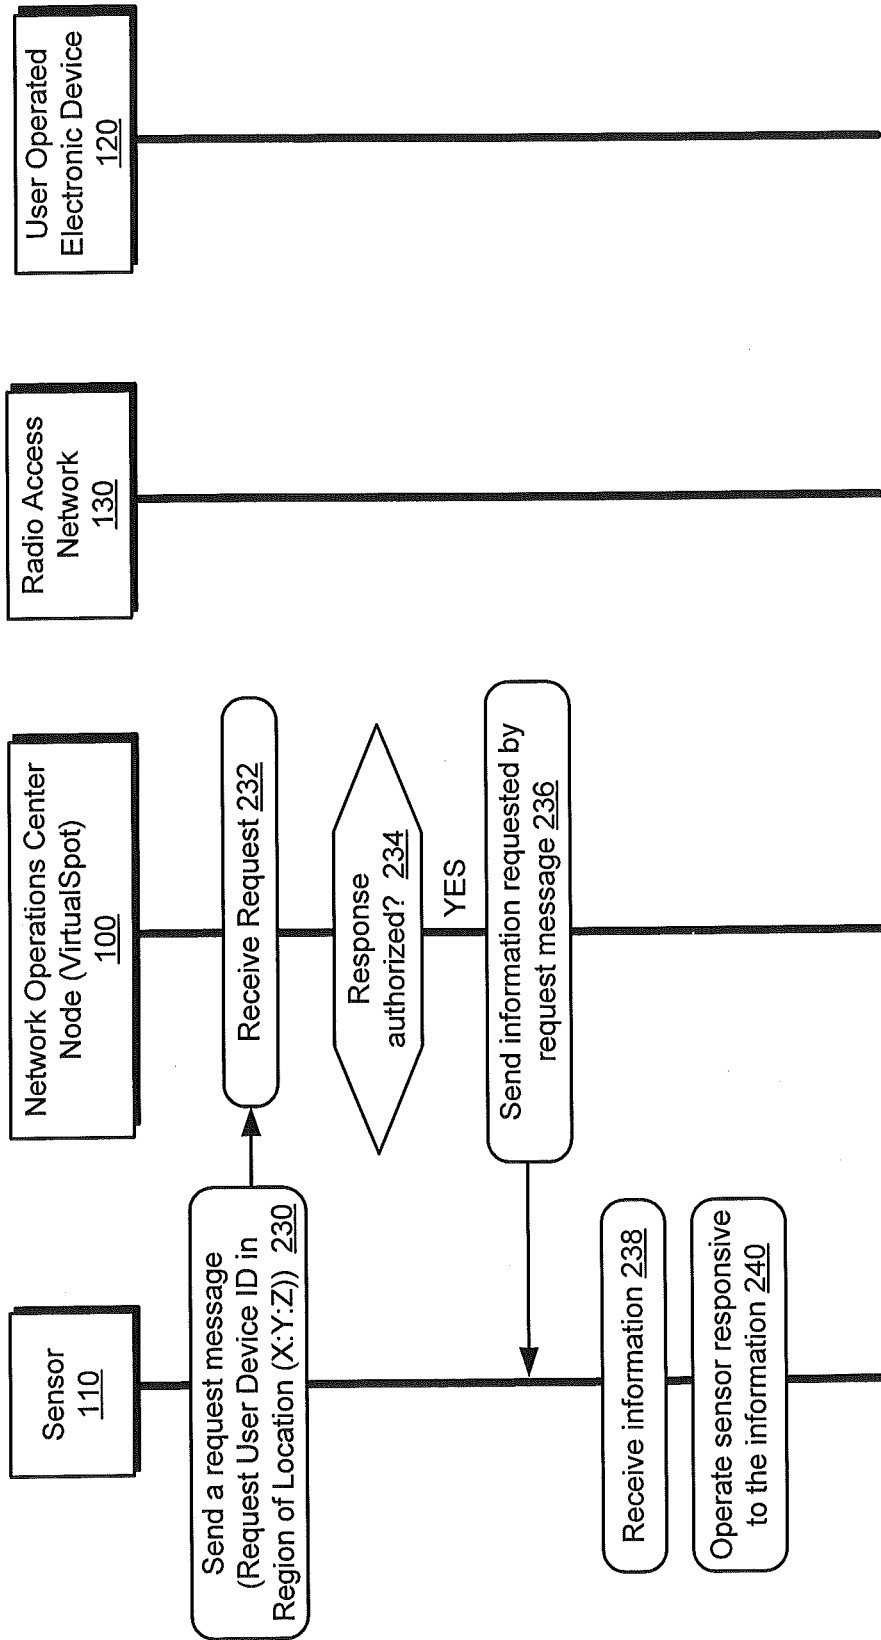 Sensor
110
Network Operations Center
Node (VirtualSpot)
100
Radio Access
Network
130
User Operated
Electronic Device
120
Send a request message
(Request User Device ID in
Region of Location (X:Y:Z)) 230
Receive Request 232
Response
authorized? 234
YES
Send information requested by
request message 236
Receive information 238
Operate sensor responsive
to the information 240